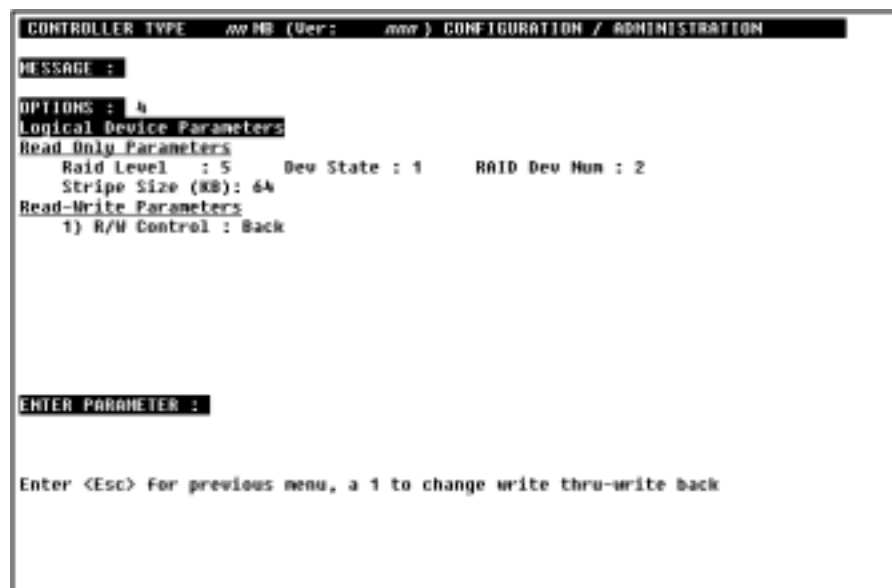 CONTROLLER TYPE nn MB (Ver: nnn ) CONFIGURATION / ADMINISTRATION
MESSAGE :
OPTIONS : 4
Logical Device Parameters
Read Only Parameters
Raid Level : 5 Dev State : 1 RAID Dev Num : 2
Stripe Size (KB): 64
Read-Write Parameters
1) R/W Control : Back
ENTER PARAMETER :
Enter <Esc> for previous menu, a 1 to change write thru-write back